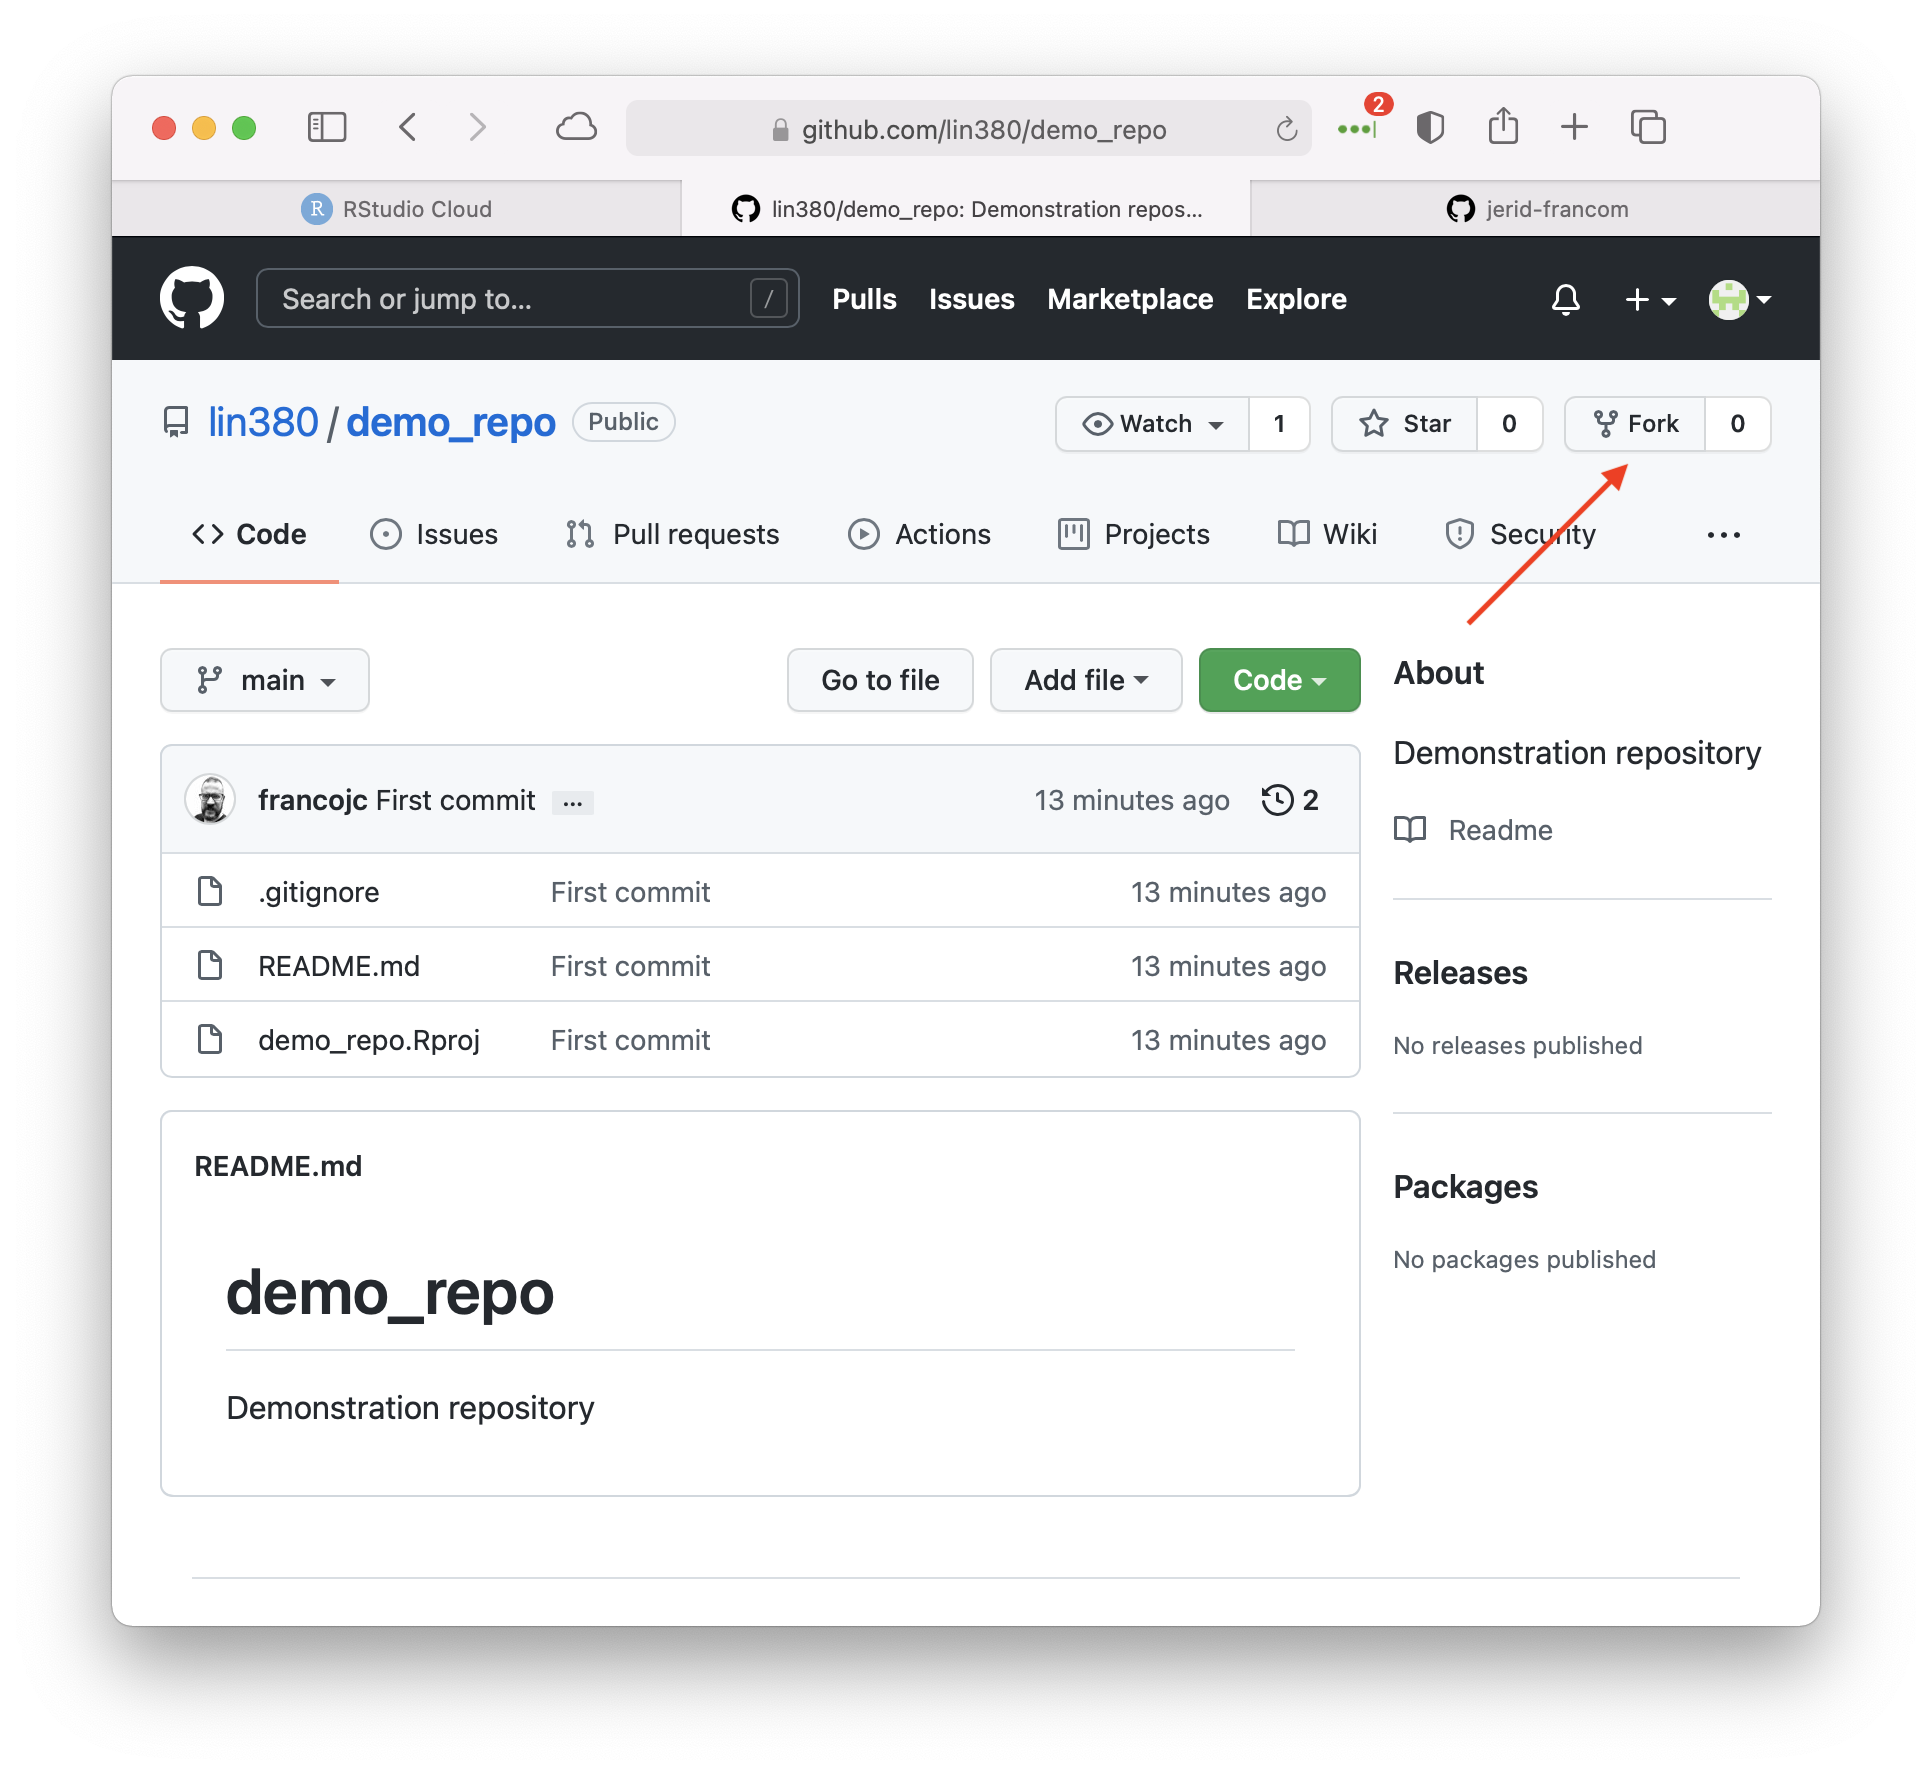 github.com/lin380/demo_repo 2
R RStudio Cloud lin380/demo_repo: Demonstration repos... jerid-francom
Search or jump to... / Pulls Issues Marketplace Explore
lin380 / demo_repo Public Watch 1 Star 0 Fork 0
Code Issues Pull requests Actions Projects Wiki Security ...
main Go to file Add file Code
About
Demonstration repository
Readme
francojc First commit ... 13 minutes ago 2
.gitignore First commit 13 minutes ago
README.md First commit 13 minutes ago
demo_repo.Rproj First commit 13 minutes ago
Releases
No releases published
Packages
No packages published
README.md
demo_repo
Demonstration repository